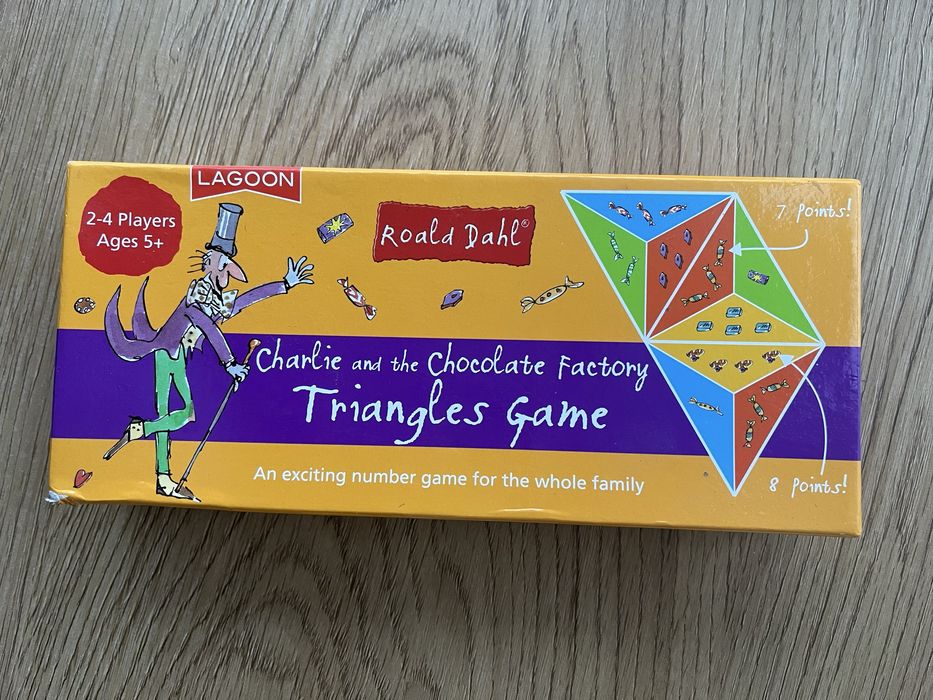 LAGOON
2-4 Players
Ages 5+
Roald Dahl®
7 points!
Charlie and the Chocolate Factory
Triangles Game
An exciting number game for the whole family
8 points!